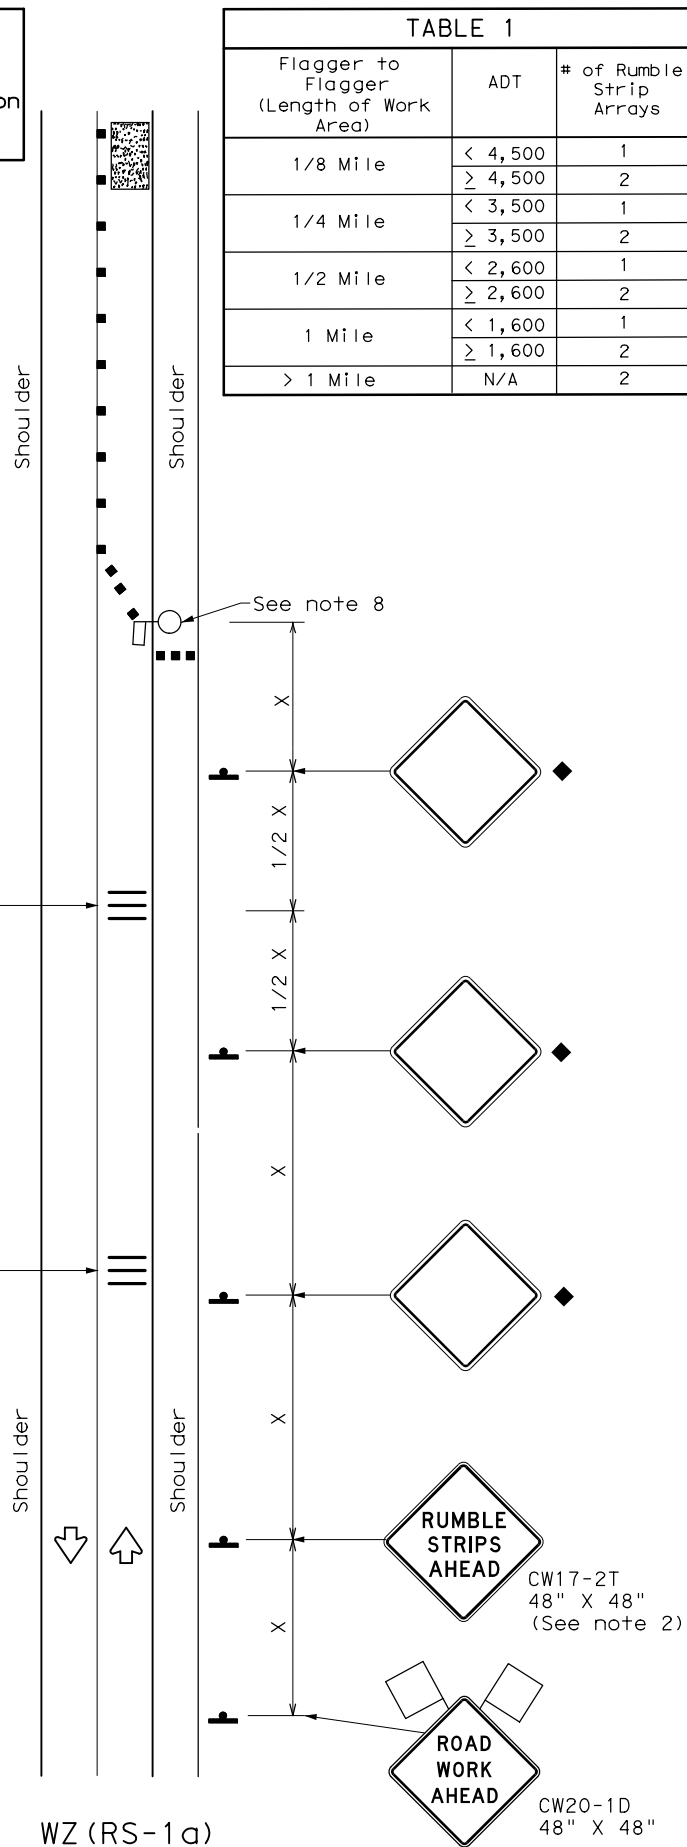 on
TABLE 1
Flagger to
Flagger
(Length of Work
Area)
ADT
# of Rumble
Strip
Arrays
1/8 Mile
< 4,500 1
≥ 4,500 2
1/4 Mile
< 3,500 1
≥ 3,500 2
1/2 Mile
< 2,600 1
≥ 2,600 2
1 Mile
< 1,600 1
≥ 1,600 2
> 1 Mile N/A 2
Shoulder
Shoulder
See note 8
X
1/2 X
1/2 X
X
X
Shoulder
Shoulder
RUMBLE
STRIPS
AHEAD
CW17-2T
48" X 48"
(See note 2)
X
ROAD
WORK
AHEAD
CW20-1D
48" X 48"
WZ(RS-1a)